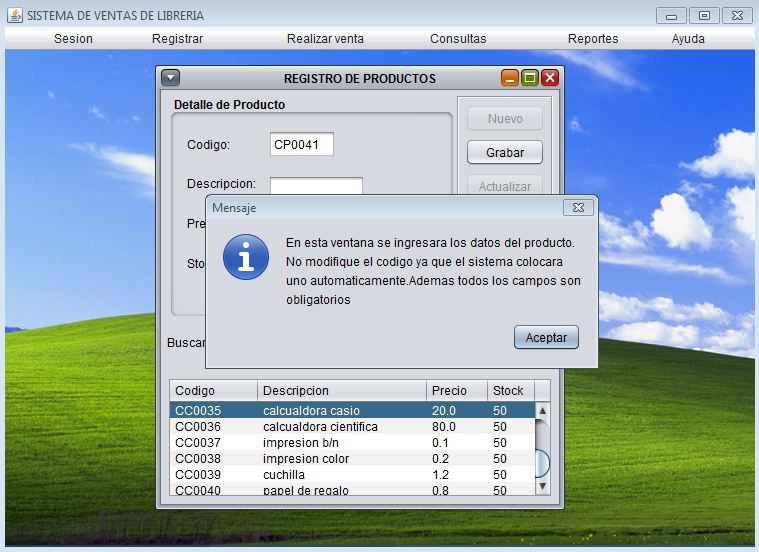 SISTEMA DE VENTAS DE LIBRERIA
Sesion Registrar Realizar venta Consultas Reportes Ayuda
REGISTRO DE PRODUCTOS
Detalle de Producto
Nuevo
Codigo: CP0041
Grabar
Descripcion:
Actualizar
Mensaje
Pre
En esta ventana se ingresara los datos del producto.
No modifique el codigo ya que el sistema colocara
uno automaticamente.Ademas todos los campos son
obligatorios
Sto
Aceptar
Buscar
Codigo Descripcion Precio Stock
CC0035 calcualdora casio 20.0 50
CC0036 calcualdora cientifica 80.0 50
CC0037 impresion b/n 0.1 50
CC0038 impresion color 0.2 50
CC0039 cuchilla 1.2 50
CC0040 papel de regalo 0.8 50